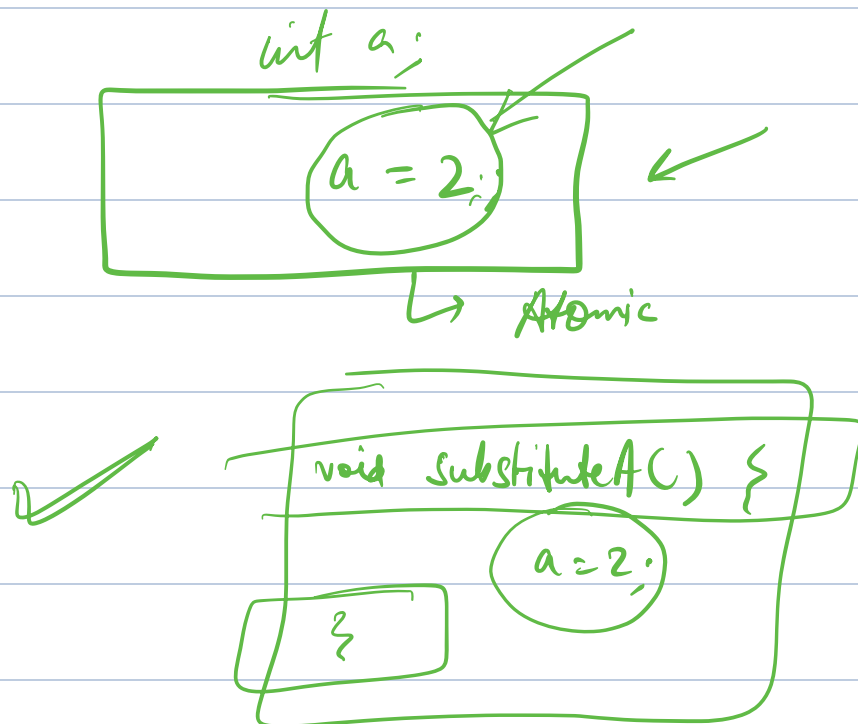 int a;
a = 2;
Atomic
void substituteA() {
a = 2;
}